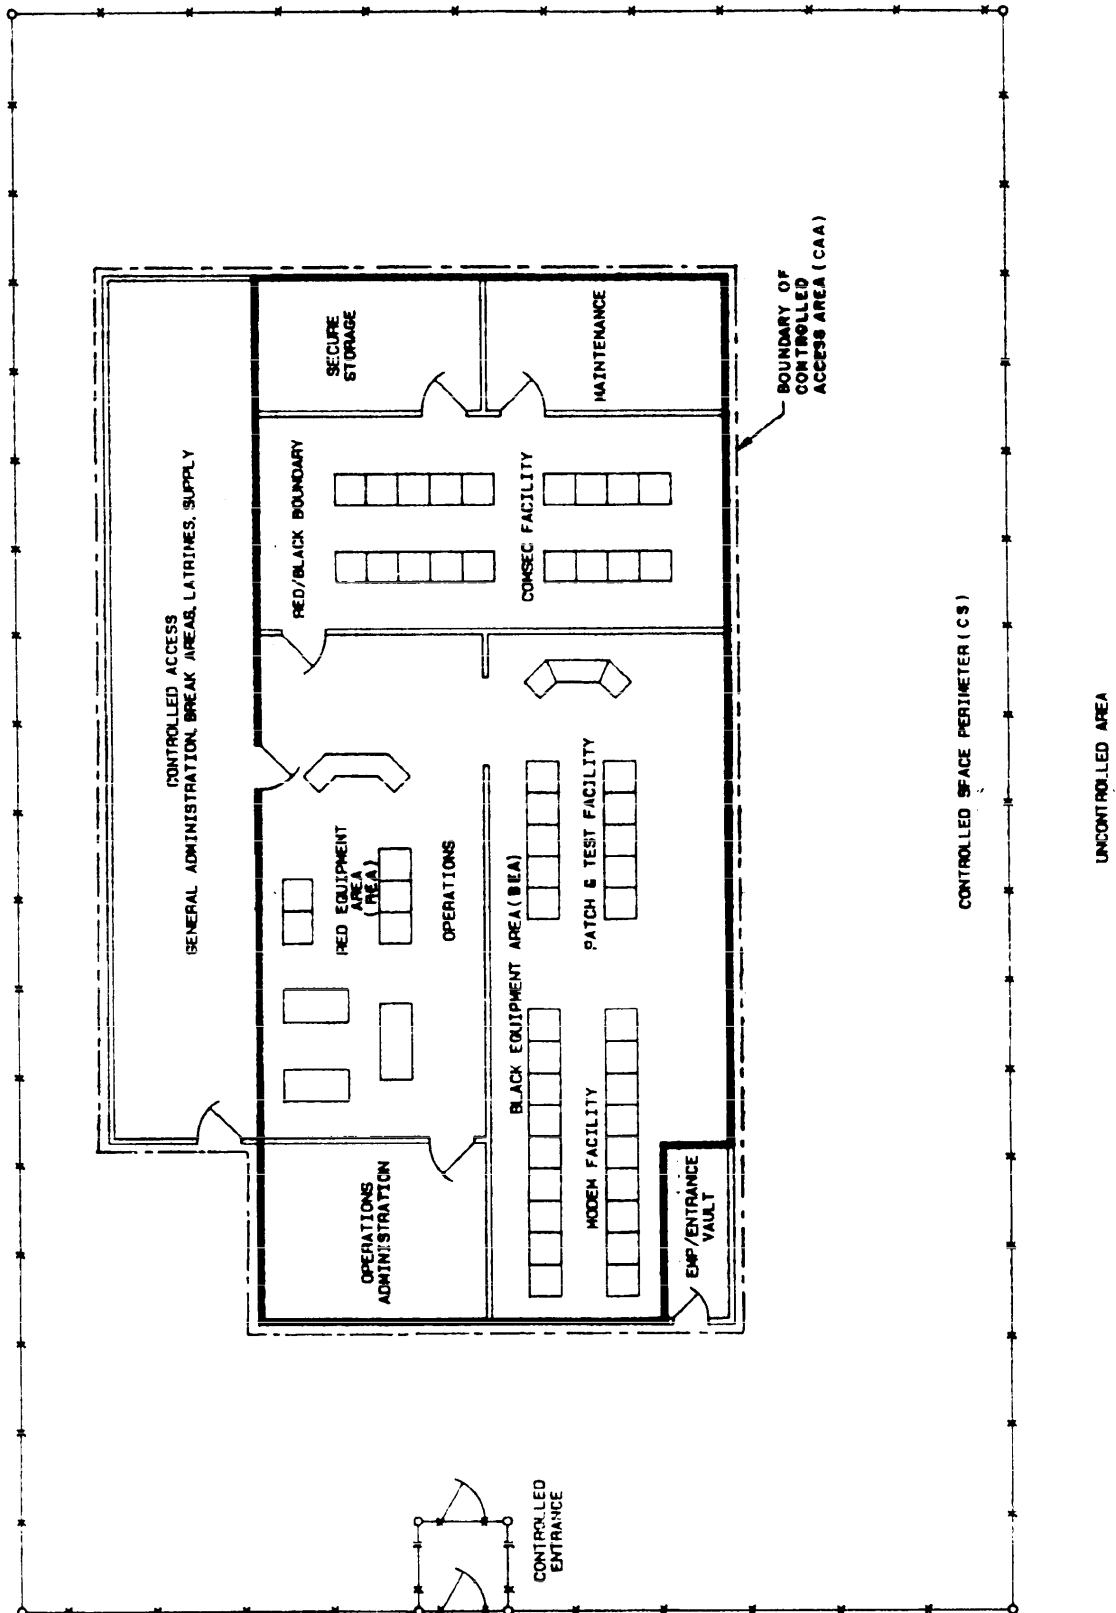 CONTROLLED ACCESS
GENERAL ADMINISTRATION, BREAK AREAS, LATRINES, SUPPLY
SECURE
STORAGE
MAINTENANCE
RED/BLACK BOUNDARY
COMSEC FACILITY
BOUNDARY OF
CONTROLLED
ACCESS AREA (CAA)
RED EQUIPMENT
AREA
(REA)
OPERATIONS
BLACK EQUIPMENT AREA (BEA)
PATCH & TEST FACILITY
MODEM FACILITY
OPERATIONS
ADMINISTRATION
EMP/ENTRANCE
VAULT
CONTROLLED
ENTRANCE
CONTROLLED SPACE PERIMETER (CS)
UNCONTROLLED AREA